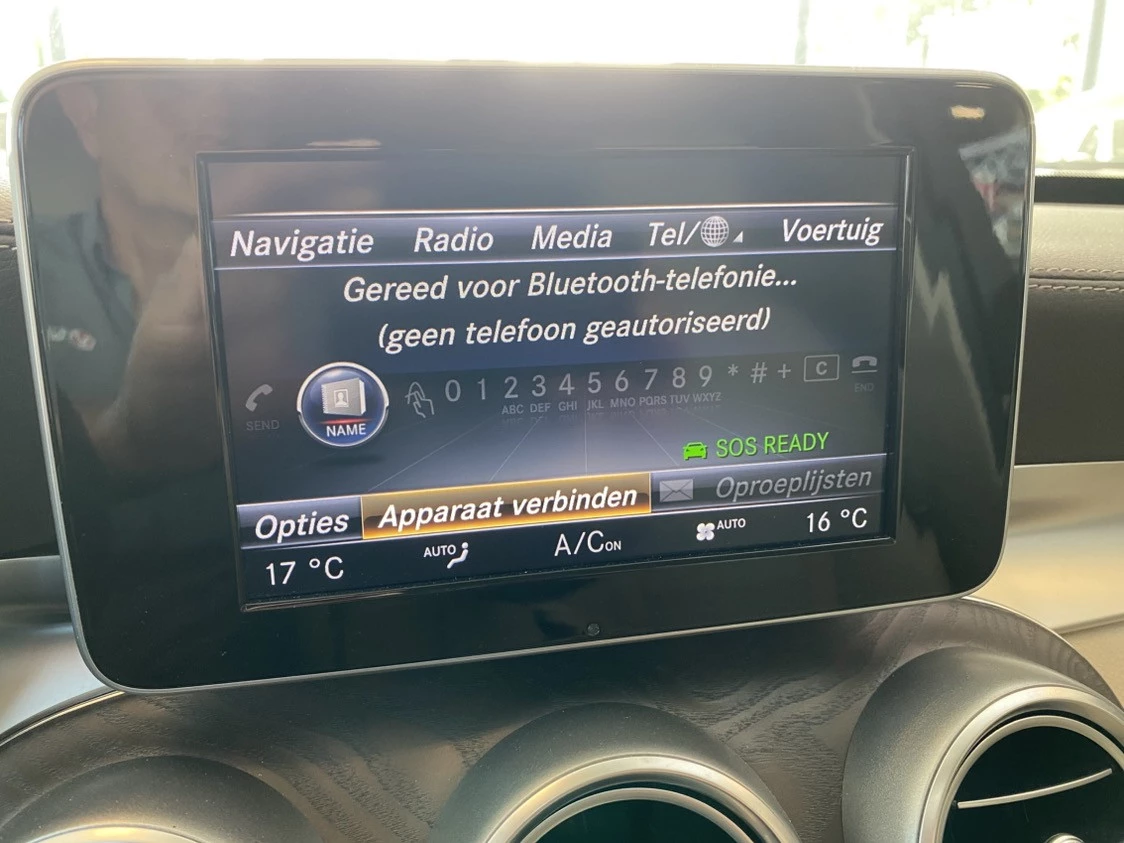 Navigatie Radio Media Tel/ Voertuig
Gereed voor Bluetooth-telefonie...
(geen telefoon geautoriseerd)
SEND NAME 0 1 2 ABC 3 DEF 4 GHI 5 JKL 6 MNO 7 PQRS 8 TUV 9 WXYZ * # + C END
SOS READY
Opties Apparaat verbinden Oproeplijsten
17 °C AUTO A/C ON AUTO 16 °C